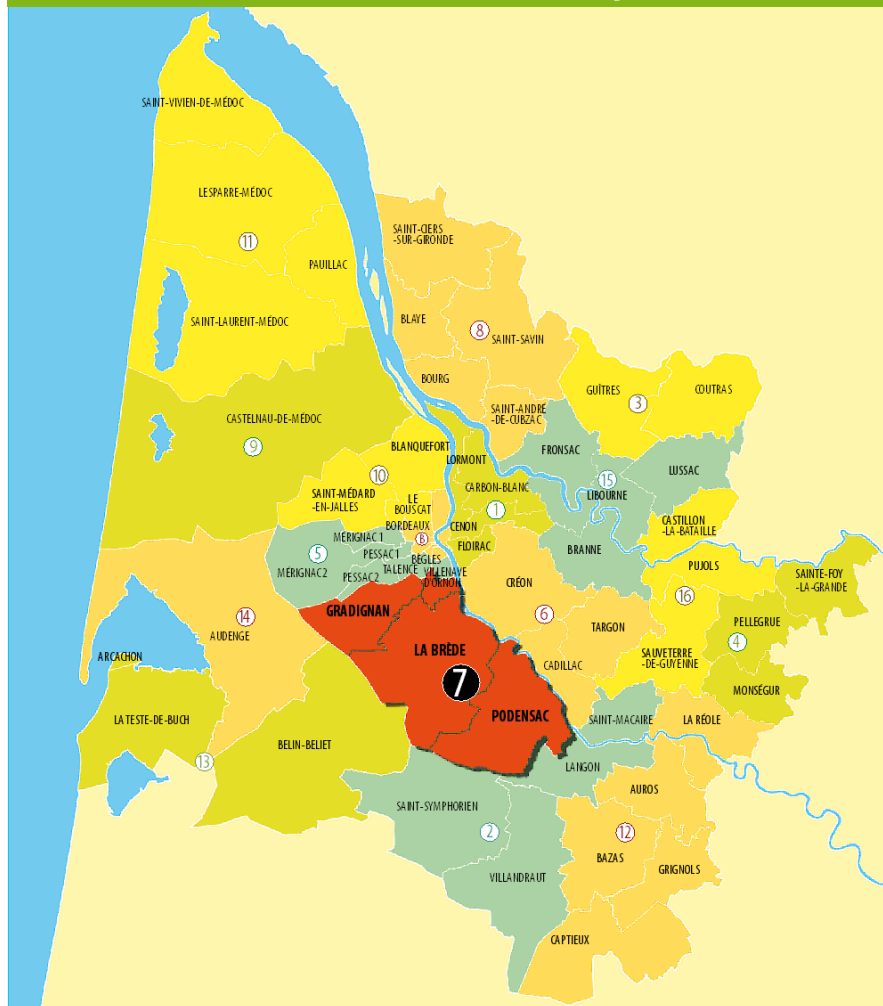 SAINT-VIVIEN-DE-MÉDOC
LESPARRE-MÉDOC
11
PAUILLAC
SAINT-LAURENT-MÉDOC
SAINT-CIERS
-SUR-GIRONDE
BLAYE
8
SAINT-SAVIN
BOURG
SAINT-ANDRÉ
-DE-CUBZAC
GUÎTRES
3
COUTRAS
CASTELNAU-DE-MÉDOC
9
BLANQUEFORT
LORMONT
FRONSAC
LUSSAC
10
CARBON-BLANC
15
LIBOURNE
SAINT-MÉDARD
-EN-JALLES
LE
BOUSCAT
1
BORDEAUX
CENON
CASTILLON
-LA-BATAILLE
MÉRIGNAC 1
B
FLOIRAC
BRANNE
5
PESSAC1
BÈGLES
PUJOLS
MÉRIGNAC2
TALENCE
VILLENAVE
D'ORNON
PESSAC2
CRÉON
SAINTE-FOY
-LA-GRANDE
16
GRADIGNAN
14
6
PELLEGRUE
AUDENGE
TARGON
4
LA BRÈDE
SAUVETERRE
-DE-GUYENNE
ARCACHON
CADILLAC
7
MONSÉGUR
LA TESTE-DE-BUCH
PODENSAC
SAINT-MACAIRE
LA RÉOLE
BELIN-BELIET
13
LANGON
AUROS
SAINT-SYMPHORIEN
2
12
BAZAS
GRIGNOLS
VILLANDRAUT
CAPTIEUX